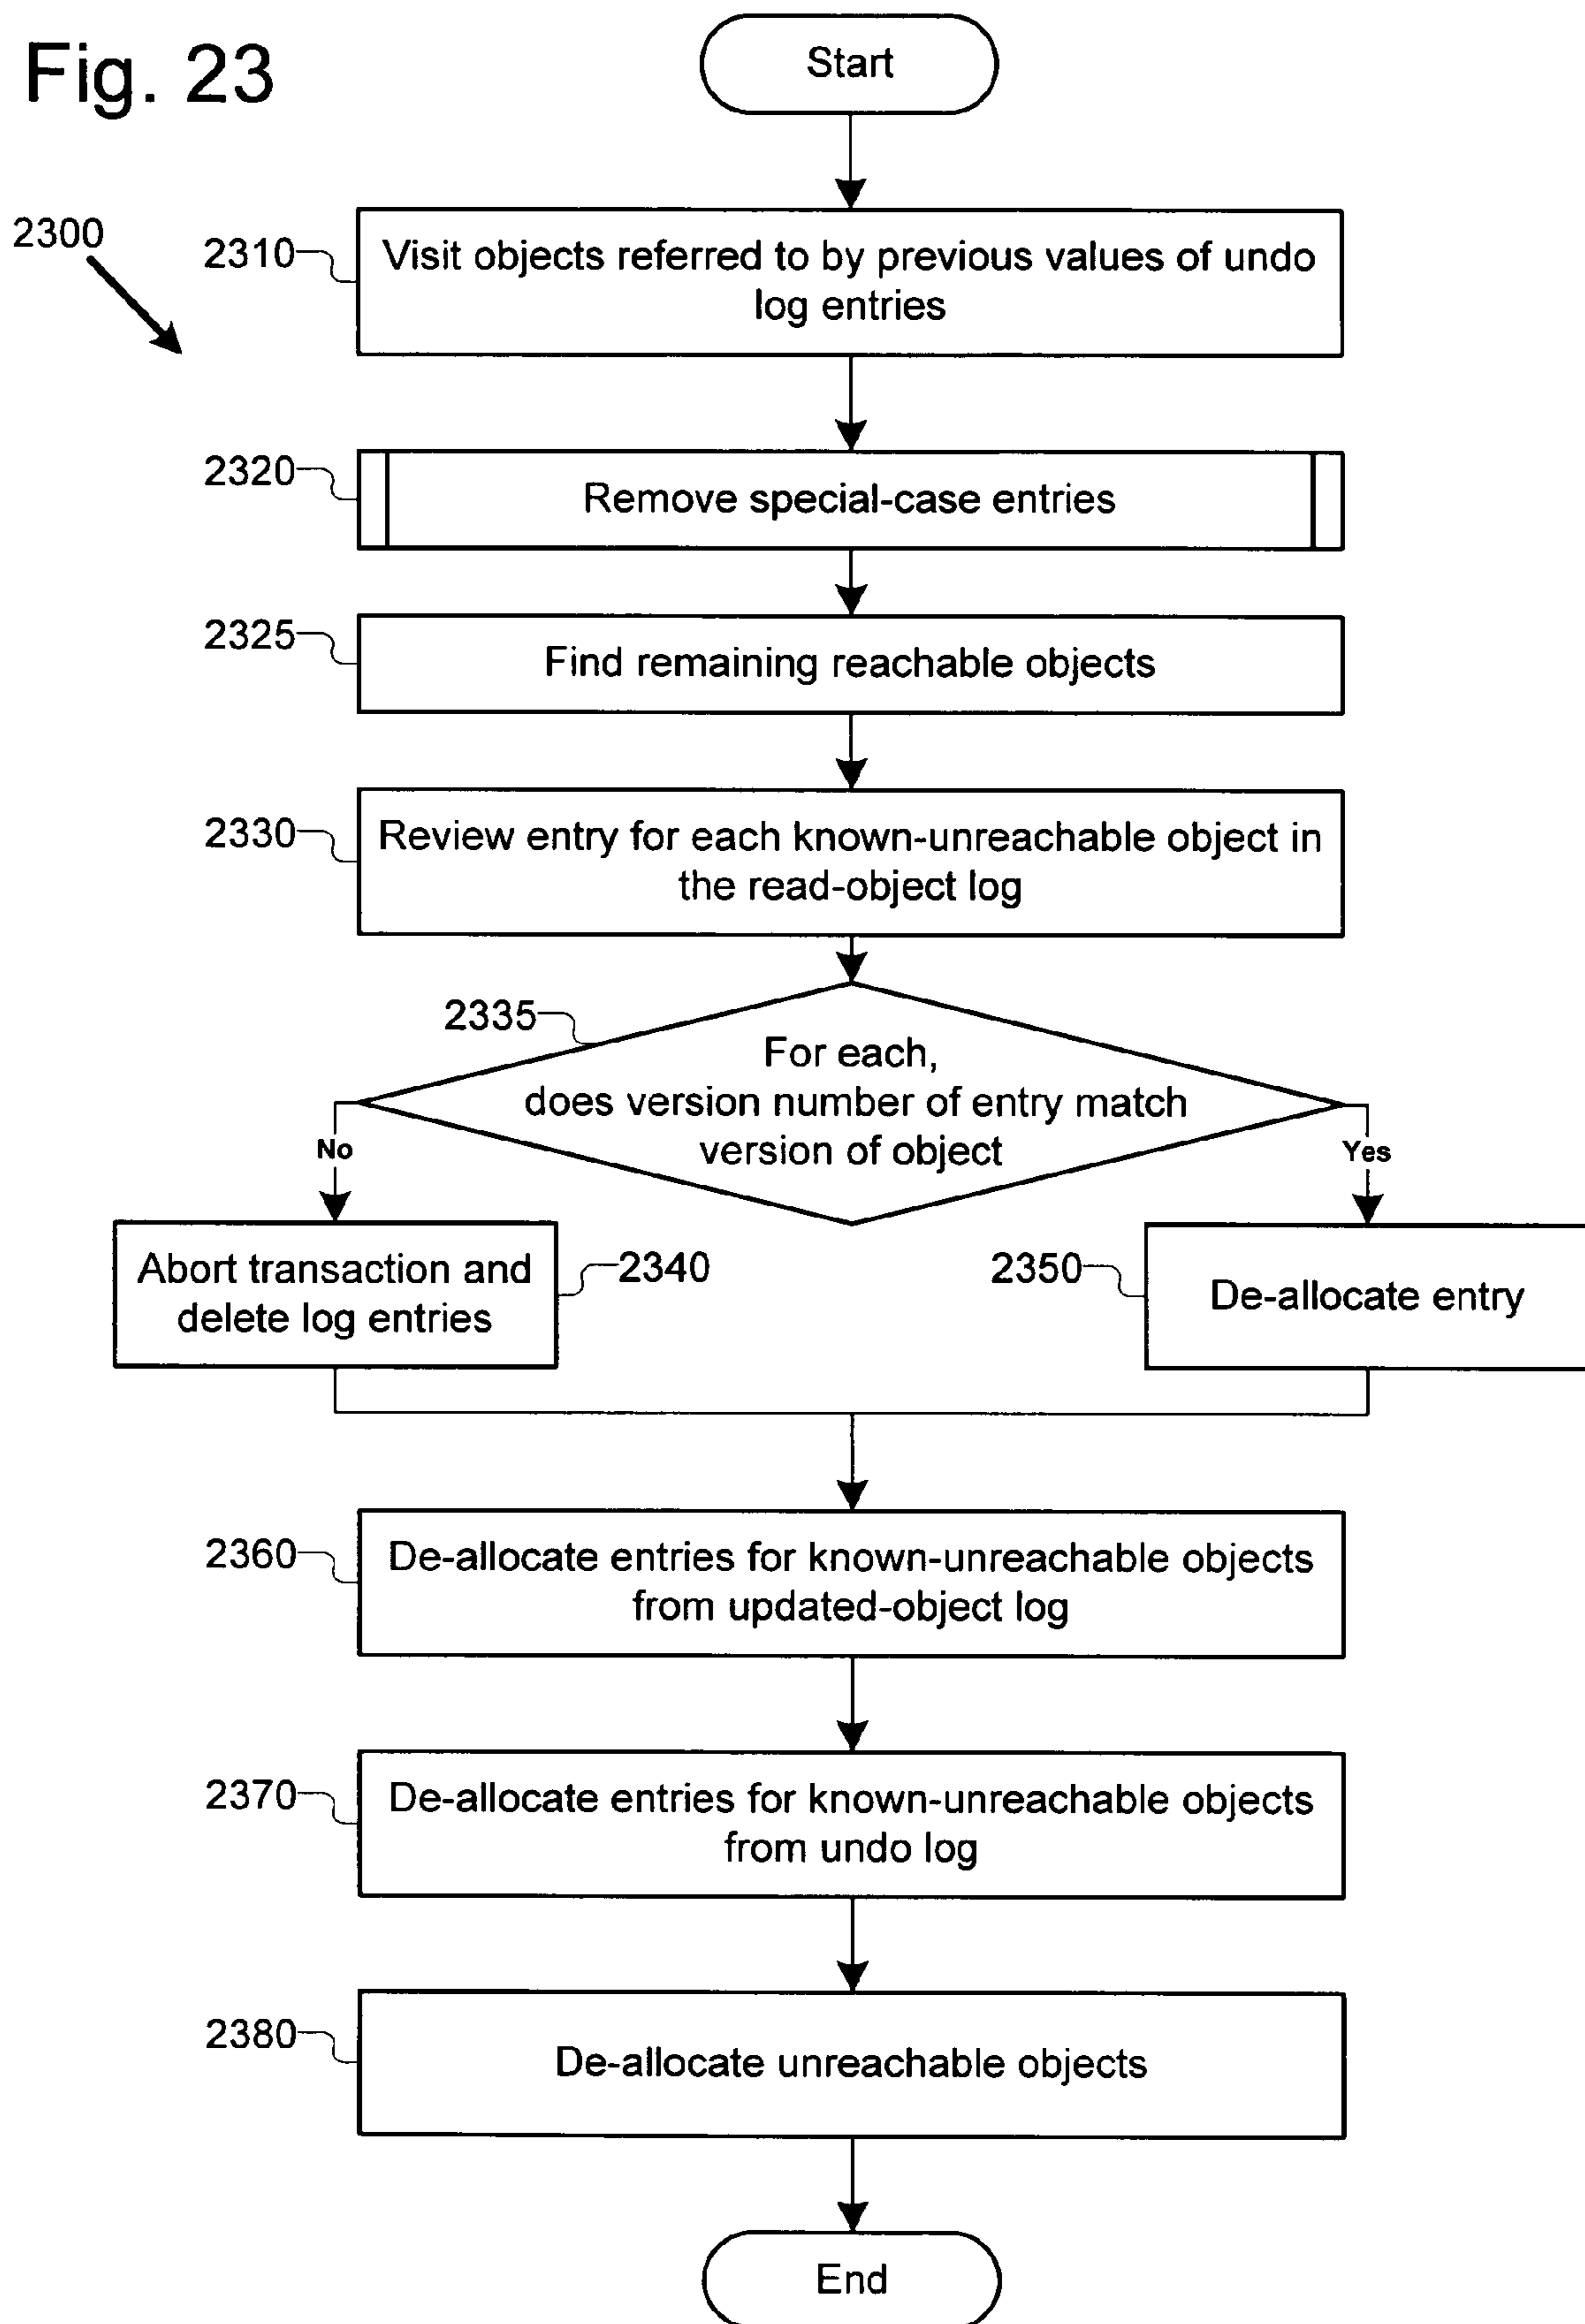 Fig. 23
Start
2300
2310
Visit objects referred to by previous values of undo
log entries
2320
Remove special-case entries
2325
Find remaining reachable objects
2330
Review entry for each known-unreachable object in
the read-object log
2335
For each,
does version number of entry match
version of object
No
Yes
Abort transaction and
delete log entries
2340
2350
De-allocate entry
2360
De-allocate entries for known-unreachable objects
from updated-object log
2370
De-allocate entries for known-unreachable objects
from undo log
2380
De-allocate unreachable objects
End